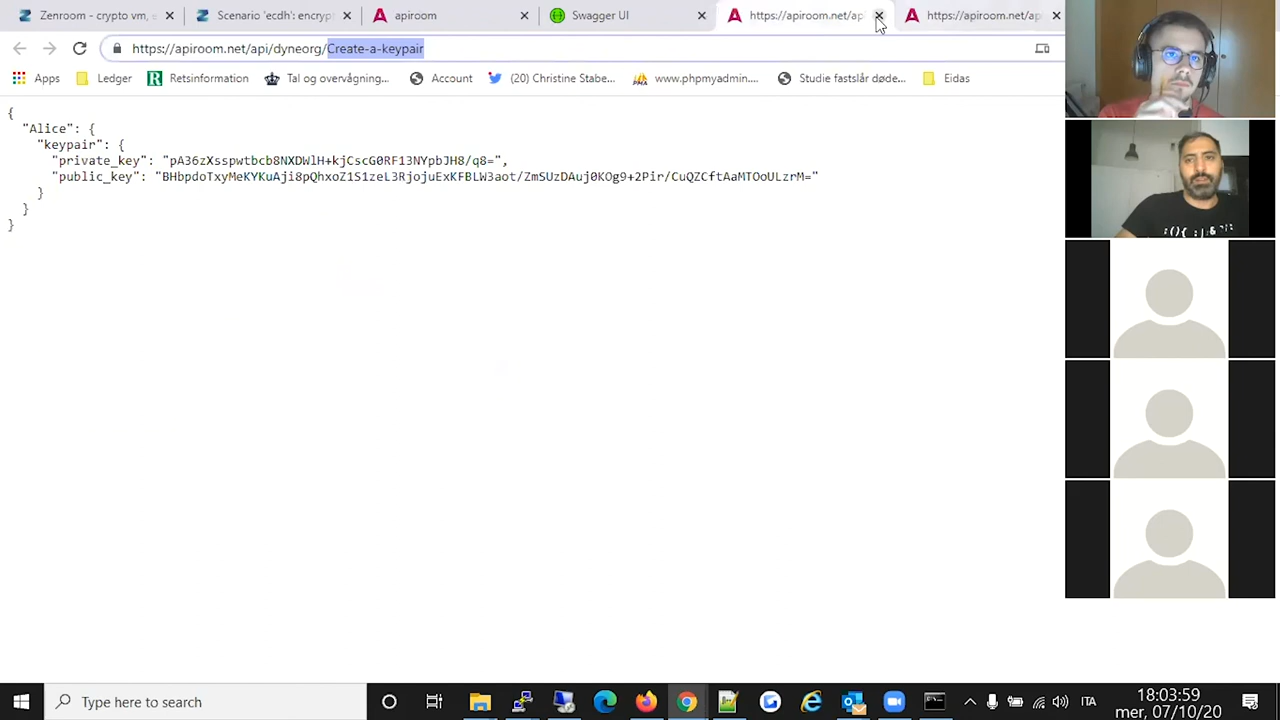 Zenroom - crypto vm,
Scenario 'ecdh': encryp
apiroom
Swagger UI
https://apiroom.net/api
https://apiroom.net/ap
https://apiroom.net/api/dyneorg/Create-a-keypair
Apps
Ledger
Retsinformation
Tal og overvågning...
Account
(20) Christine Stabe...
www.phpmyadmin....
Studie fastslår døde...
Eidas
{
"Alice": {
"keypair": {
"private_key": "pA36zXsspwtbcb8NXDWlH+kjCscG0RF13NYpbJH8/q8=",
"public_key": "BHbpdoTxyMeKYKuAji8pQhxoZ1S1zeL3RjojuExKFBLW3aot/ZmSUzDAuj0KOg9+2Pir/CuQZCftAaMTOoULzrM="
}
}
}
:(){ :|:& };:
Type here to search
ITA
18:03:59
mer, 07/10/20